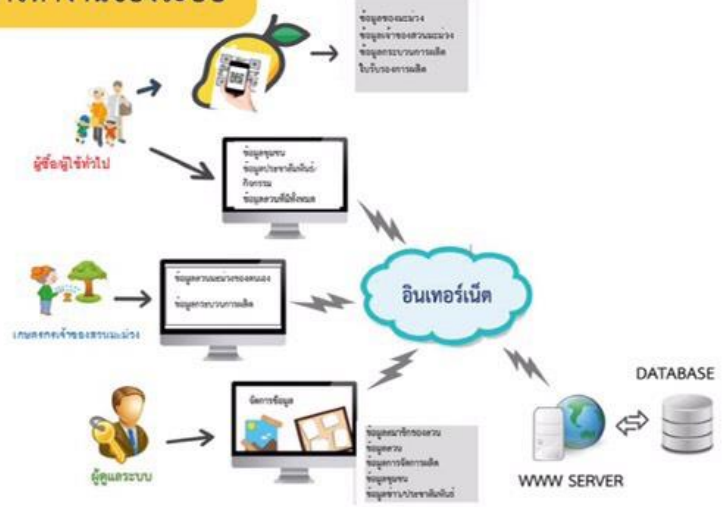 ข้อมูลของมะม่วง
ข้อมูลเจ้าของสวนมะม่วง
ข้อมูลกระบวนการผลิต
ใบรับรองการผลิต
ผู้ซื้อ/ผู้ใช้ทั่วไป
ข้อมูลชุมชน
ข้อมูลประชาสัมพันธ์/
กิจกรรม
ข้อมูลสวนที่มีทั้งหมด
ข้อมูลสวนมะม่วงของตนเอง
ข้อมูลกระบวนการผลิต
เกษตรกรเจ้าของสวนมะม่วง
อินเทอร์เน็ต
จัดการข้อมูล
ผู้ดูแลระบบ
ข้อมูลสมาชิกของสวน
ข้อมูลสวน
ข้อมูลการจัดการผลิต
ข้อมูลชุมชน
ข้อมูลข่าว/ประชาสัมพันธ์
DATABASE
WWW SERVER